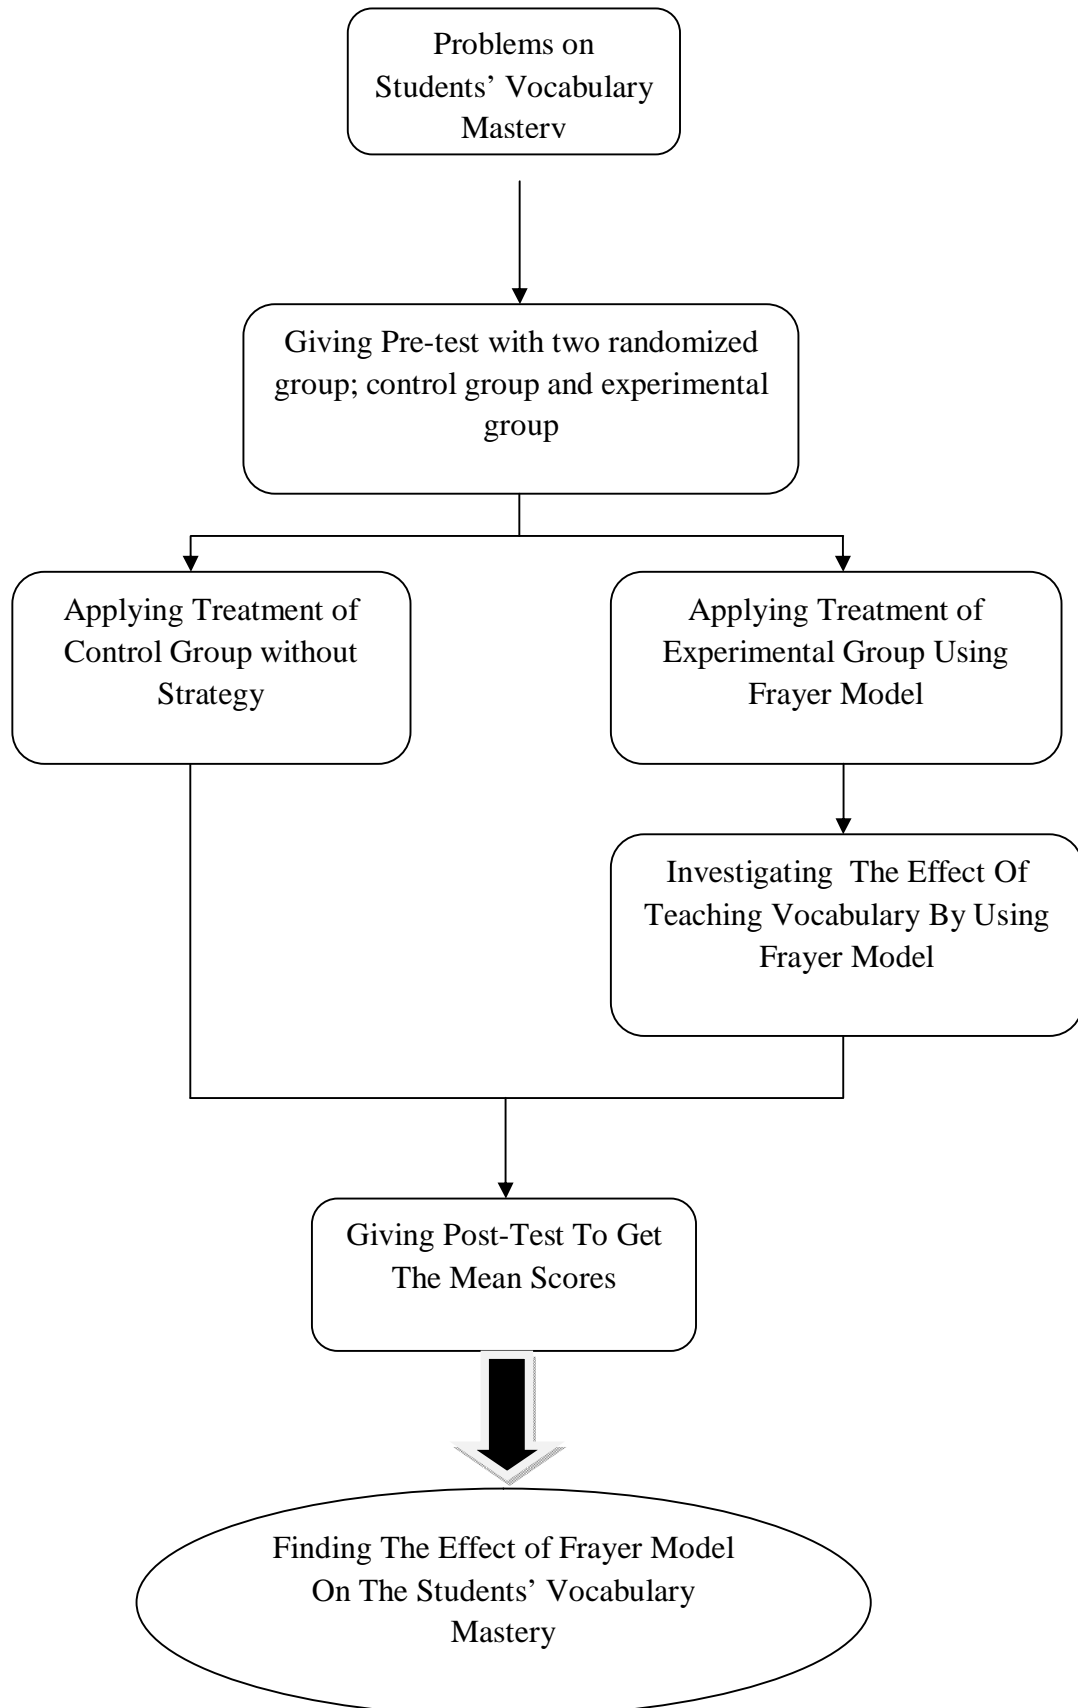 Problems on
Students’ Vocabulary
Mastery
Giving Pre-test with two randomized
group; control group and experimental
group
Applying Treatment of
Control Group without
Strategy
Applying Treatment of
Experimental Group Using
Frayer Model
Investigating The Effect Of
Teaching Vocabulary By Using
Frayer Model
Giving Post-Test To Get
The Mean Scores
Finding The Effect of Frayer Model
On The Students’ Vocabulary
Mastery